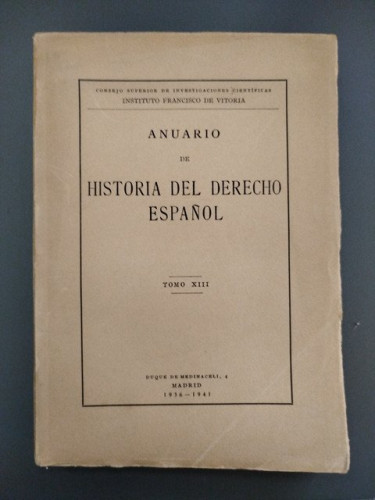 CONSEJO SUPERIOR DE INVESTIGACIONES CIENTÍFICAS
INSTITUTO FRANCISCO DE VITORIA
ANUARIO
DE
HISTORIA DEL DERECHO
ESPAÑOL
TOMO XIII
DUQUE DE MEDINACELI, 4
MADRID
1936-1941